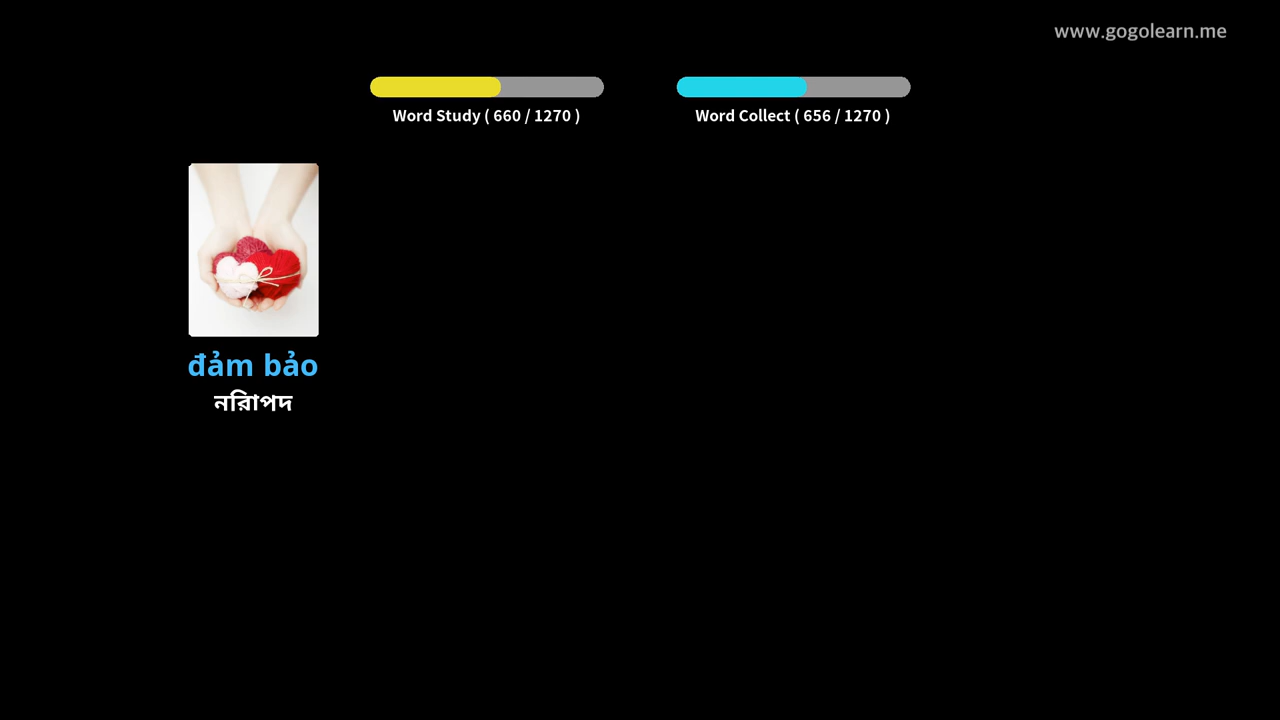 www.gogolearn.me
Word Study ( 660 / 1270 )
Word Collect ( 656 / 1270 )
đảm bảo
নিরাপদ